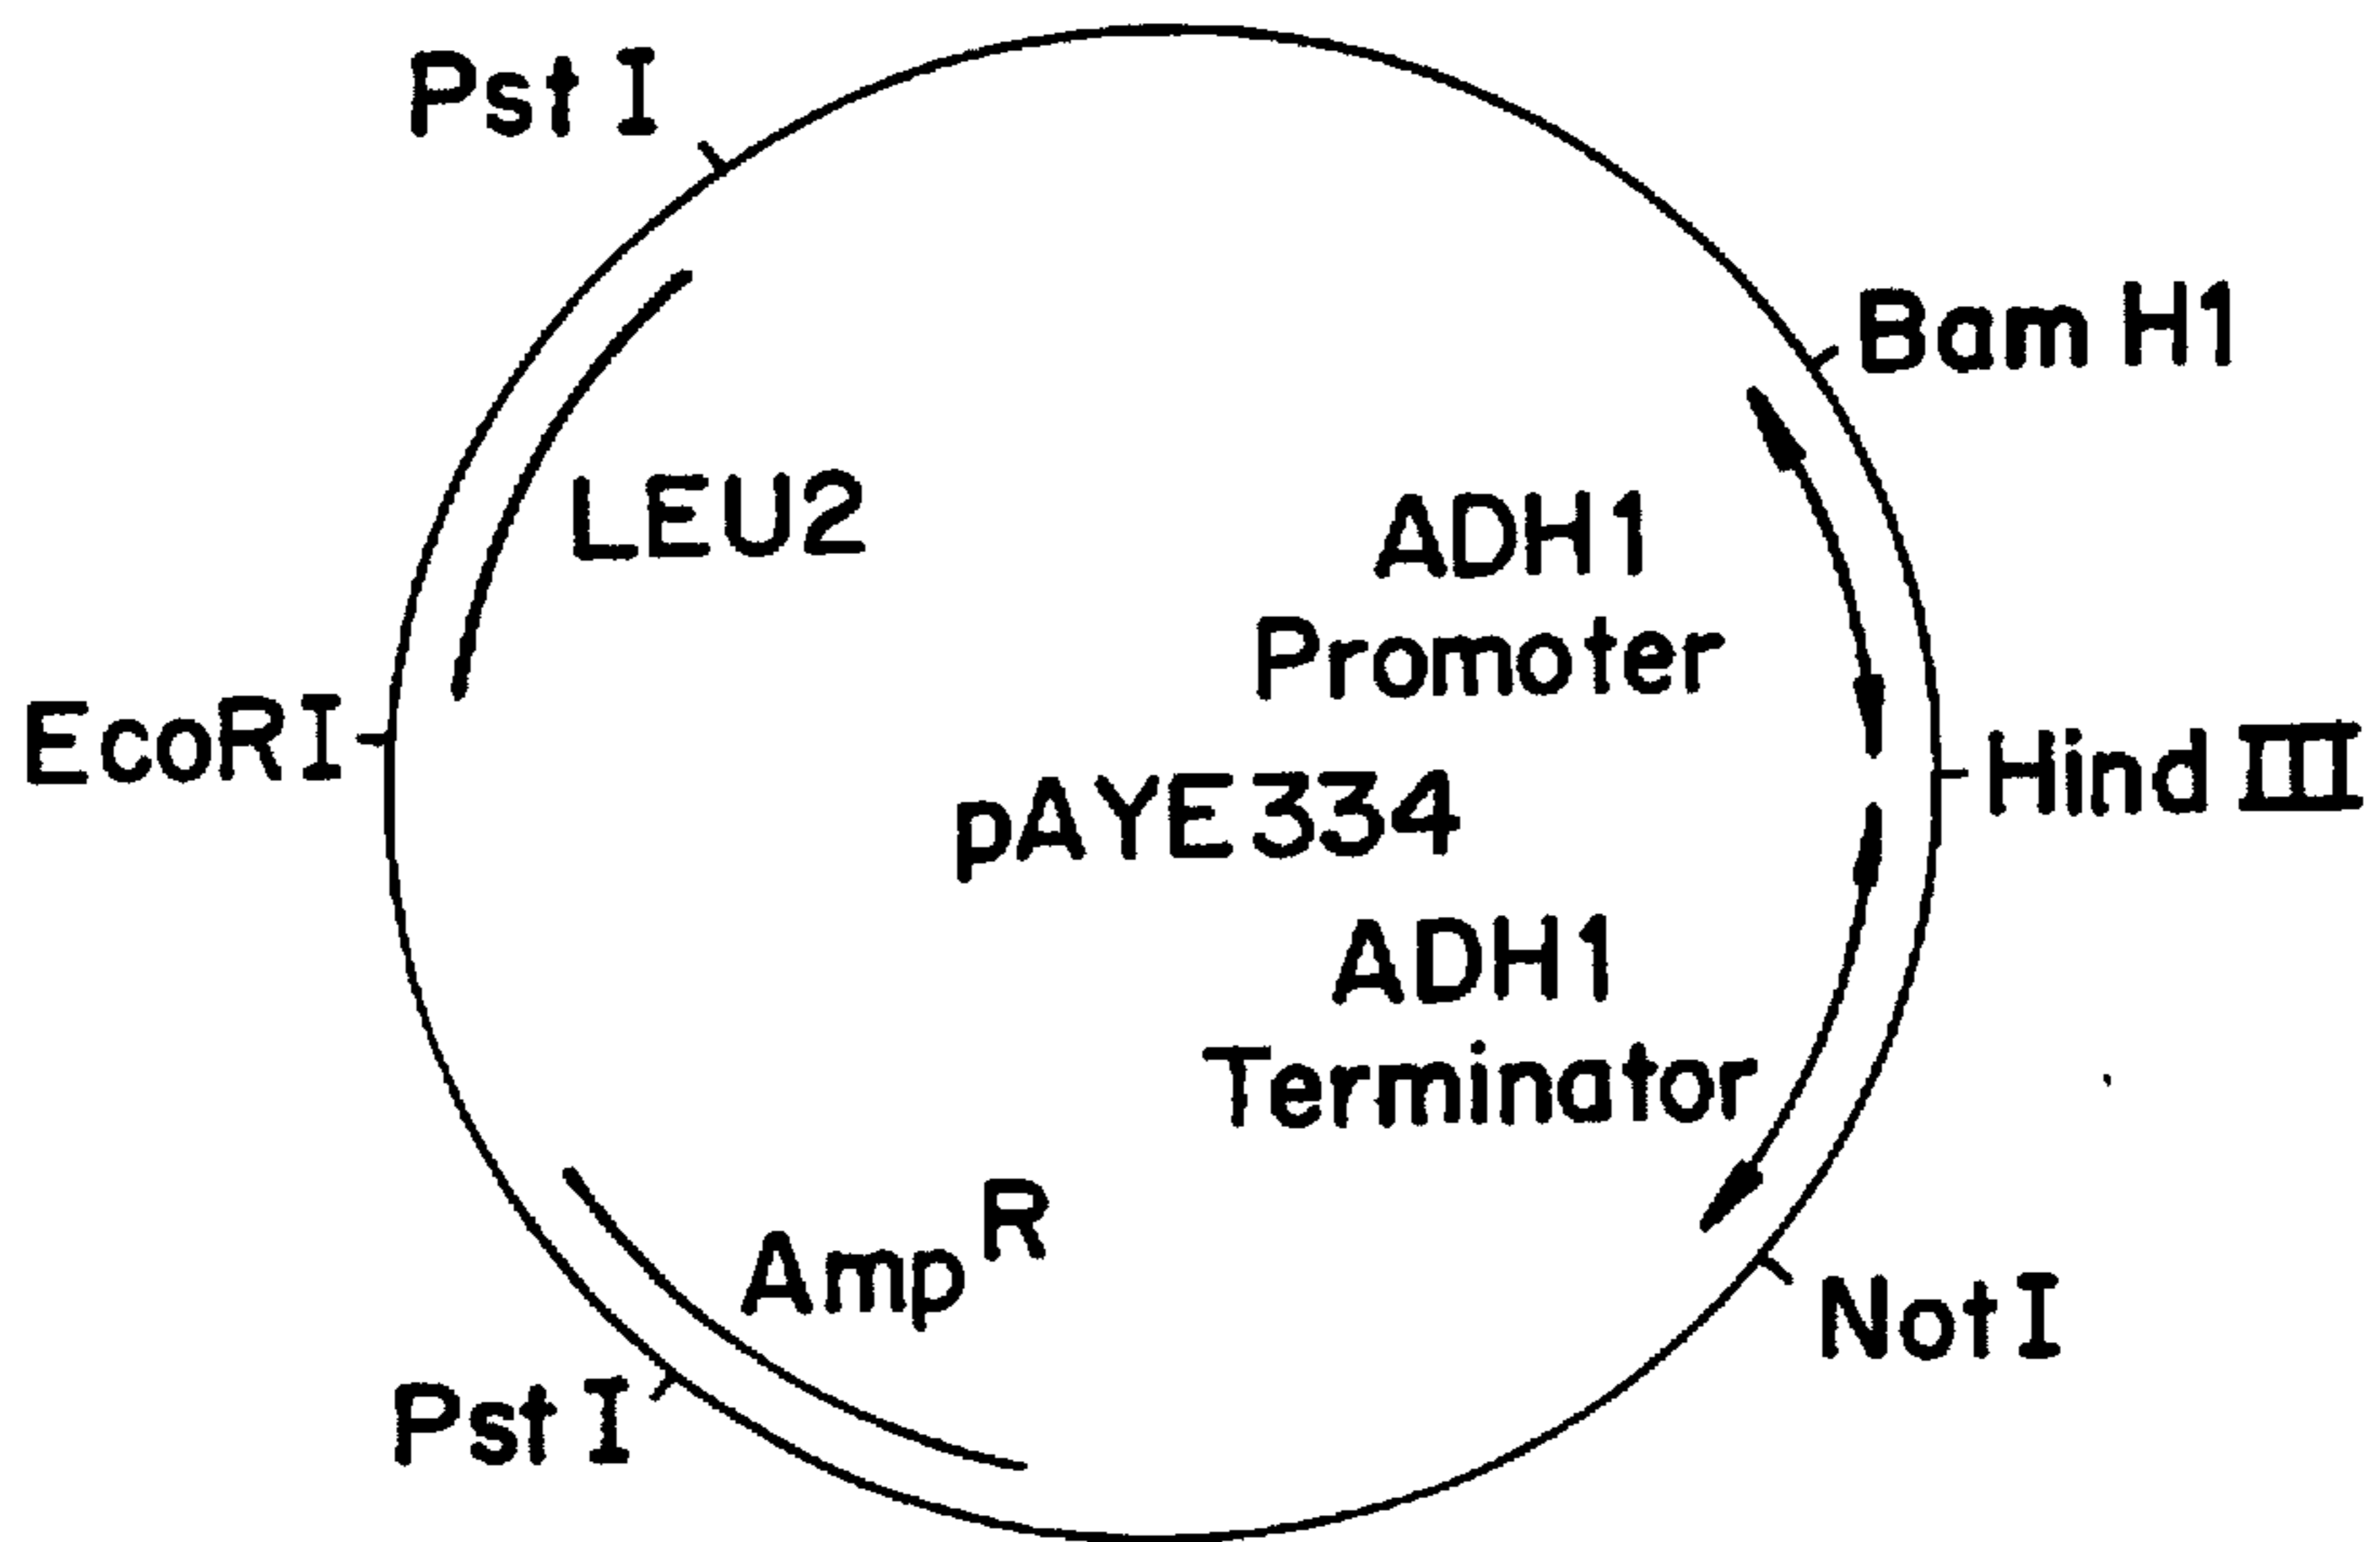 Pst I
Bam H1
LEU2
ADH1
Promoter
EcoRI
Hind III
pAYE334
ADH1
Terminator
Amp R
Not I
Pst I